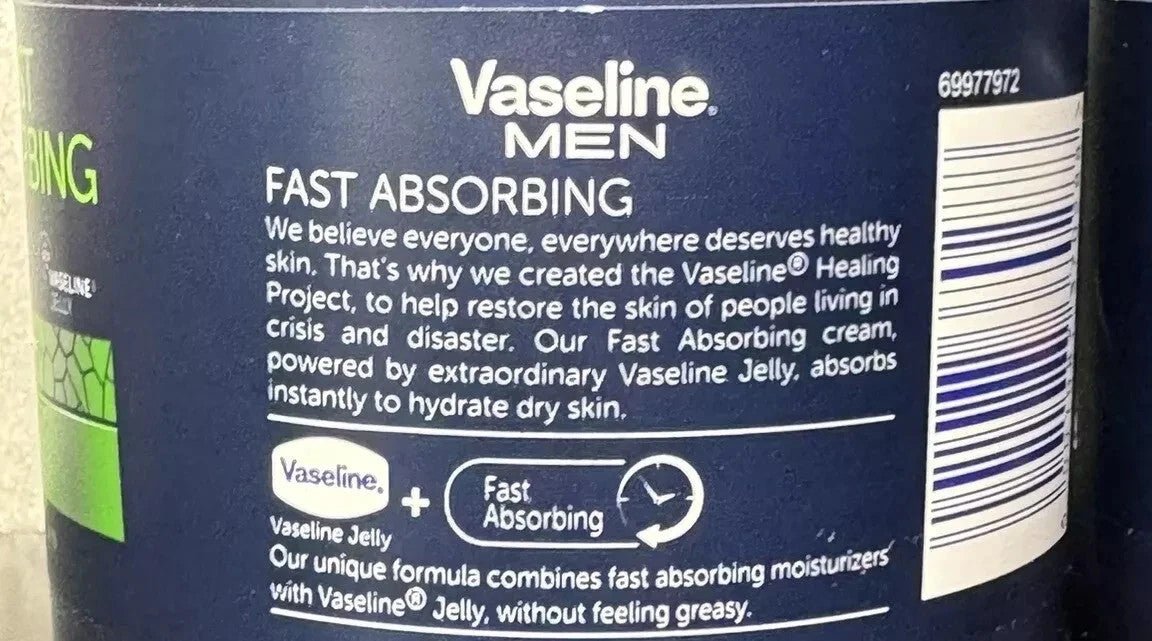 BING
VASELINE
JELLY
Vaseline®
MEN
FAST ABSORBING
We believe everyone, everywhere deserves healthy
skin. That's why we created the Vaseline® Healing
Project, to help restore the skin of people living in
crisis and disaster. Our Fast Absorbing cream,
powered by extraordinary Vaseline Jelly, absorbs
instantly to hydrate dry skin.
Vaseline®
Vaseline Jelly
+
Fast
Absorbing
Our unique formula combines fast absorbing moisturizers
with Vaseline® Jelly, without feeling greasy.
69977972